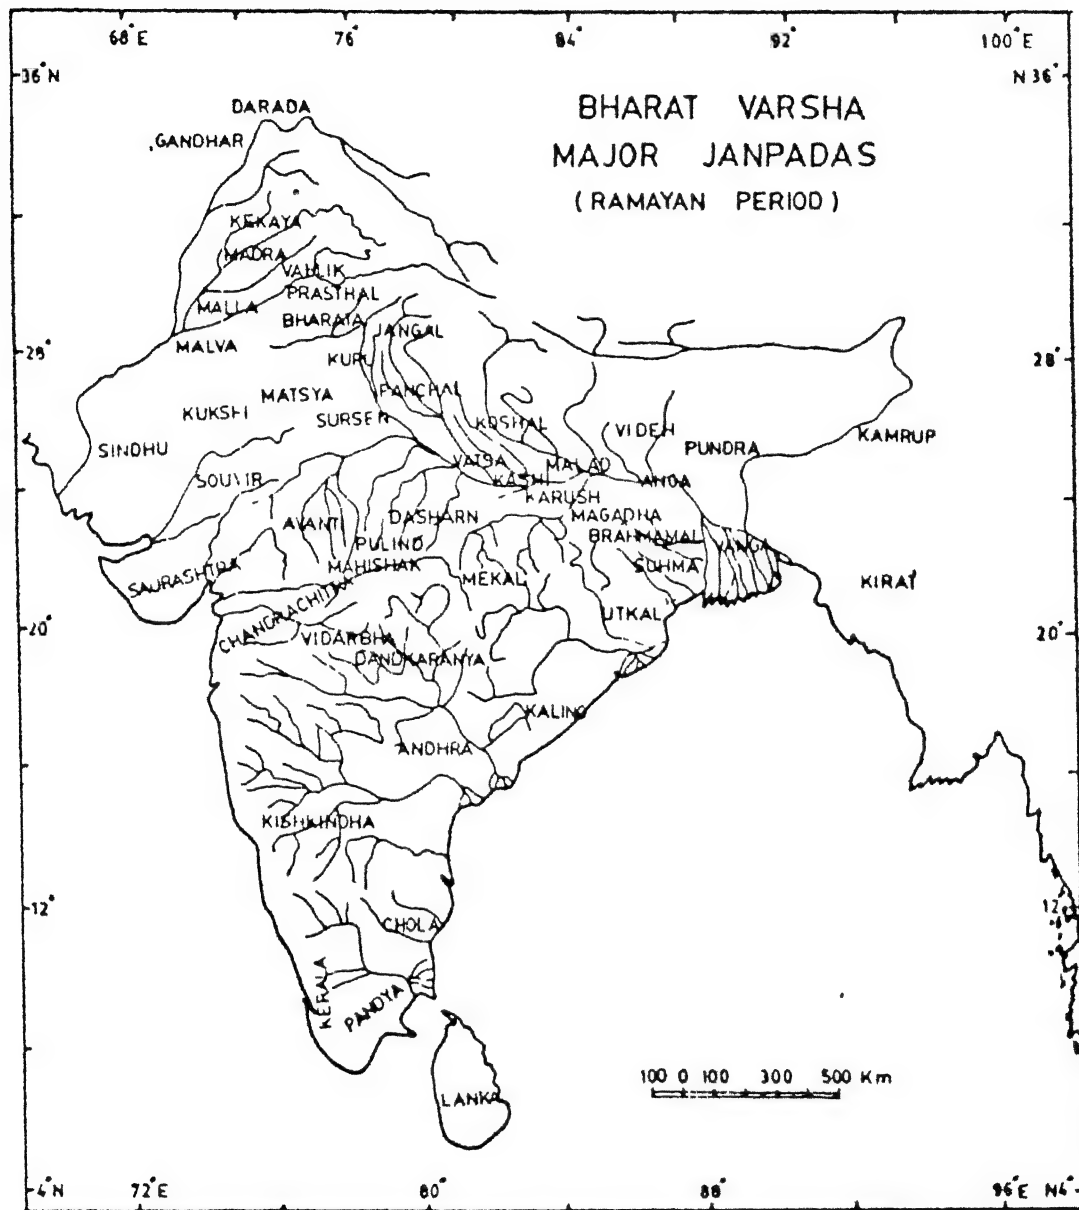 68°E 76° 84° 92° 100°E
36°N N 36°
BHARAT VARSHA
MAJOR JANPADAS
(RAMAYAN PERIOD)
DARADA
GANDHAR
KEKAYA
MADRA
VAHLIK
PRASTHAL
MALLA
BHARATA
JANGAL
MALVA
28° 28°
KURU
PANCHAL
MATSYA
KUKSHI
SURSEN
KOSHAL
VIDEH
KAMRUP
PUNDRA
SINDHU
VATSA
MALAD
SOUVIR
KASHI
ANGA
KARUSH
MAGADHA
AVANTI
DASHARN
BRAHMAMAL
PULIND
VANGA
SAURASHTRA
MAHISHAK
MEKAL
SUHMA
KIRAT
CHANDRACHITRA
UTKAL
20° 20°
VIDARBHA
DANDKARANYA
KALING
ANDHRA
KISHKINDHA
12° 12°
CHOLA
KERALA
PANDYA
100 0 100 300 500 Km
LANKA
4°N 72°E 80° 88° 96°E N4°